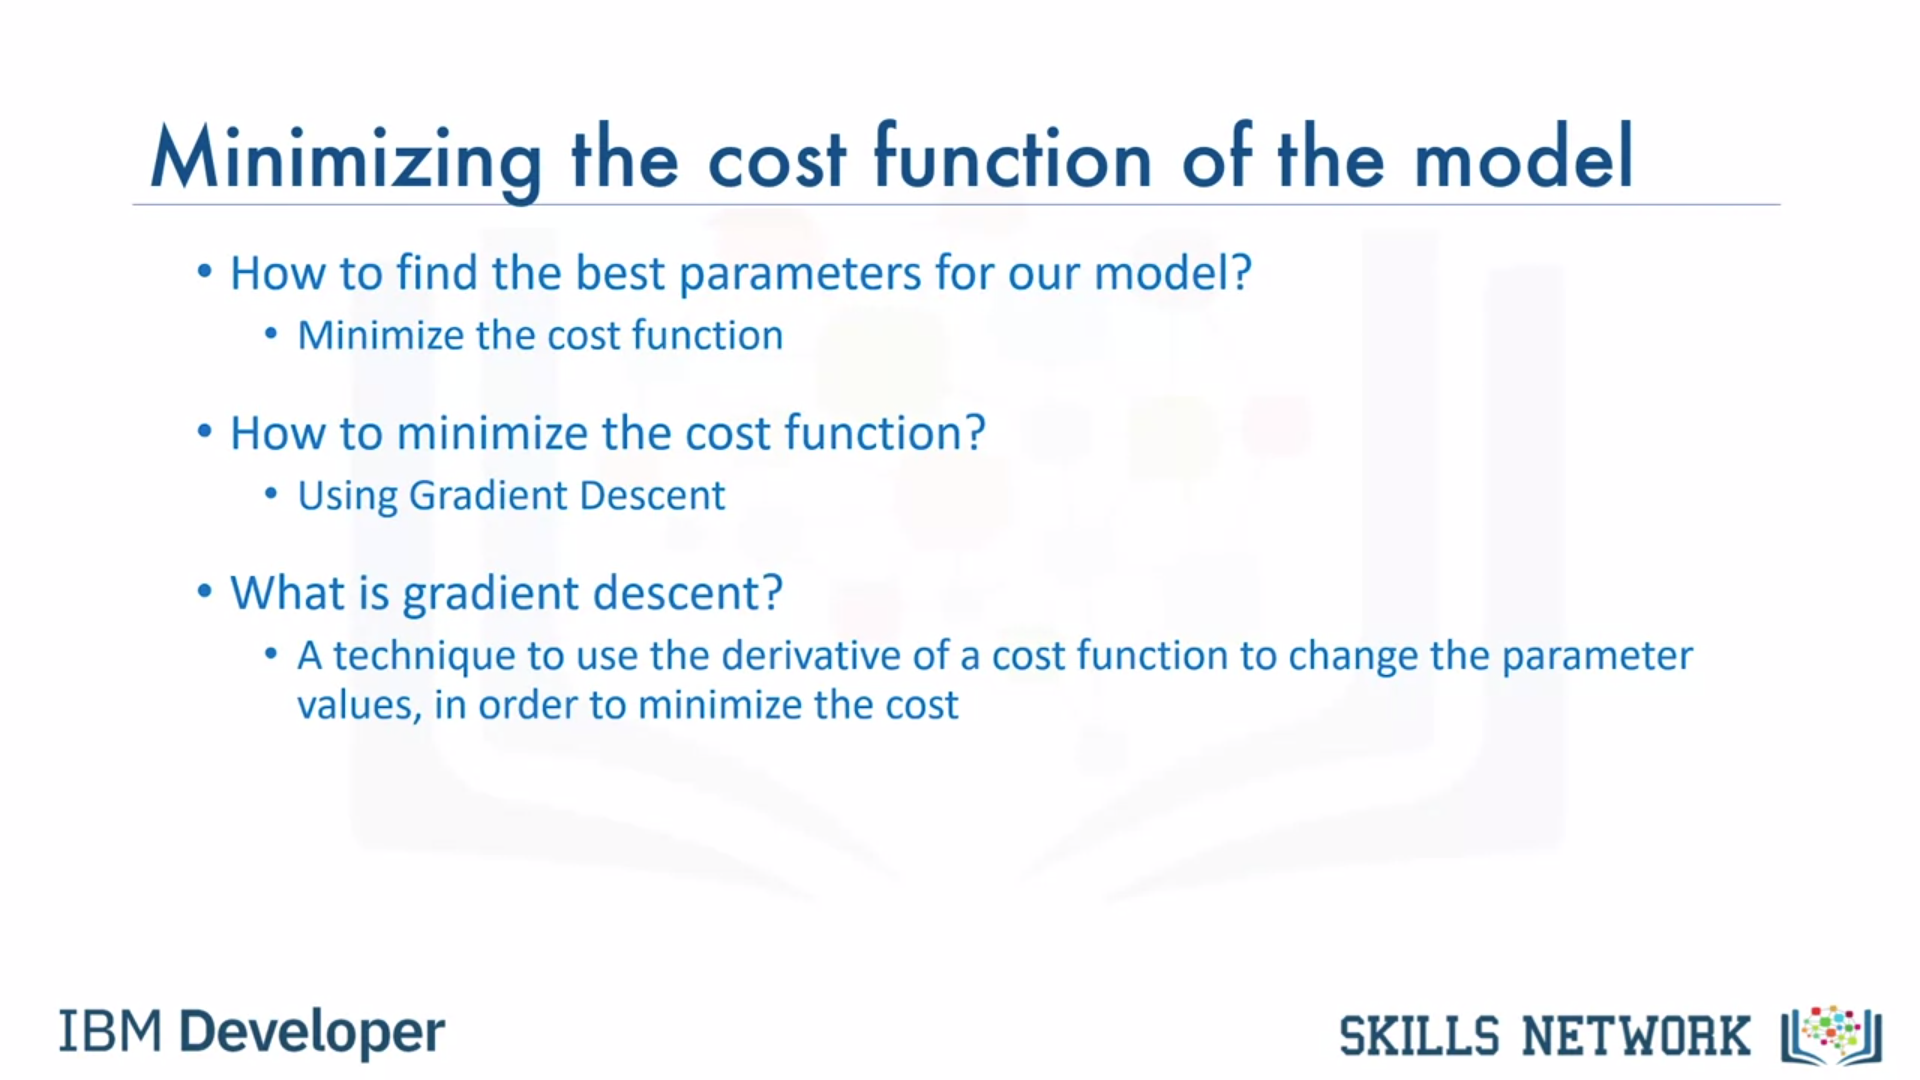 Minimizing the cost function of the model
• How to find the best parameters for our model?
• Minimize the cost function
• How to minimize the cost function?
• Using Gradient Descent
• What is gradient descent?
• A technique to use the derivative of a cost function to change the parameter
values, in order to minimize the cost
IBM Developer
SKILLS NETWORK